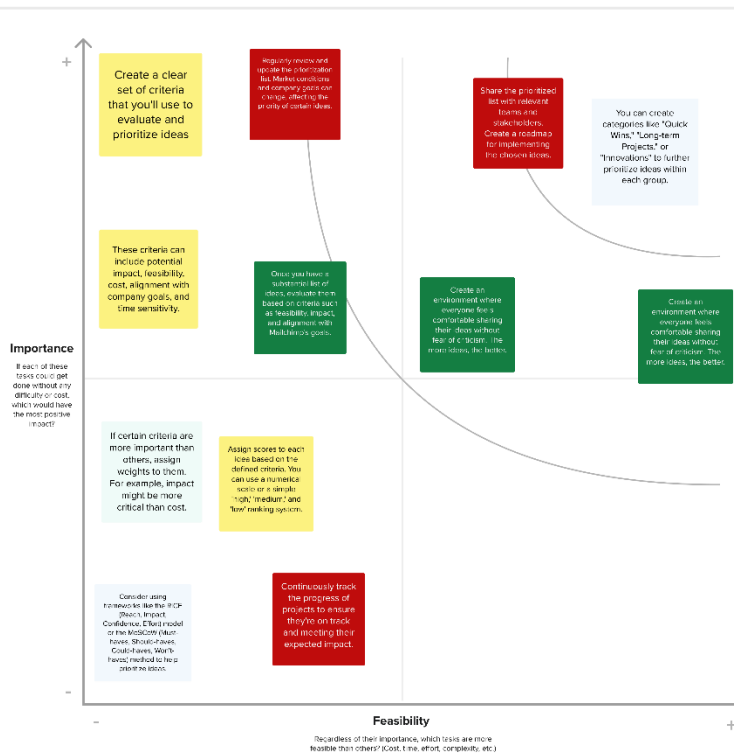 +
Create a clear
set of criteria
that you'll use to
evaluate and
prioritize ideas
Regularly review and
update the prioritization
list. Market conditions
and company goals can
change, affecting the
priority of certain ideas.
Share the prioritized
list with relevant
teams and
stakeholders.
Create a roadmap
for implementing
the chosen ideas.
You can create
categories like "Quick
Wins," "Long-term
Projects," or
"Innovations" to further
prioritize ideas within
each group.
These criteria can
include potential
impact, feasibility,
cost, alignment with
company goals, and
time sensitivity.
Once you have a
substantial list of
ideas, evaluate them
based on criteria such
as feasibility, impact,
and alignment with
Mailchimp's goals.
Create an
environment where
everyone feels
comfortable sharing
their ideas without
fear of criticism. The
more ideas, the better.
Create an
environment where
everyone feels
comfortable sharing
their ideas without
fear of criticism. The
more ideas, the better.
Importance
If each of these
tasks could get
done without any
difficulty or cost,
which would have
the most positive
impact?
If certain criteria are
more important than
others, assign
weights to them.
For example, impact
might be more
critical than cost.
Assign scores to each
idea based on the
defined criteria. You
can use a numerical
scale or a simple
"high," "medium," and
"low" ranking system.
Consider using
frameworks like the RICE
(Reach, Impact,
Confidence, Effort) model
or the MoSCoW (Must-
haves, Should-haves,
Could-haves, Won't-
haves) method to help
prioritize ideas.
Continuously track
the progress of
projects to ensure
they're on track
and meeting their
expected impact.
-
-
Feasibility
+
Regardless of their importance, which tasks are more
feasible than others? (Cost, time, effort, complexity, etc.)